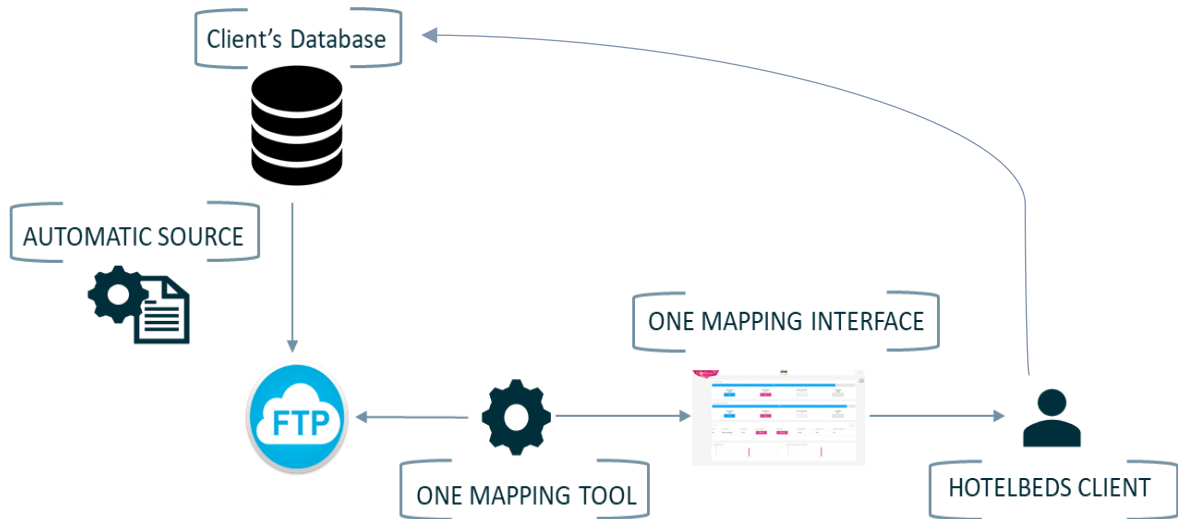 Client's Database
AUTOMATIC SOURCE
ONE MAPPING INTERFACE
FTP
ONE MAPPING TOOL
HOTELBEDS CLIENT